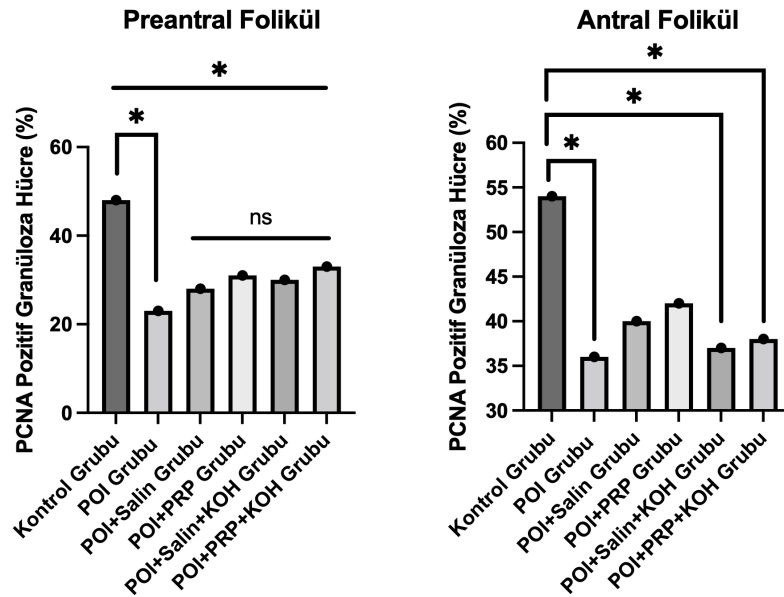 Preantral Folikül
PCNA Pozitif Granüloza Hücre (%)
60
40
20
0
*
*
ns
Kontrol Grubu
POI Grubu
POI+Salin Grubu
POI+PRP Grubu
POI+Salin+KOH Grubu
POI+PRP+KOH Grubu
Antral Folikül
PCNA Pozitif Granüloza Hücre (%)
60
55
50
45
40
35
30
*
*
*
Kontrol Grubu
POI Grubu
POI+Salin Grubu
POI+PRP Grubu
POI+Salin+KOH Grubu
POI+PRP+KOH Grubu